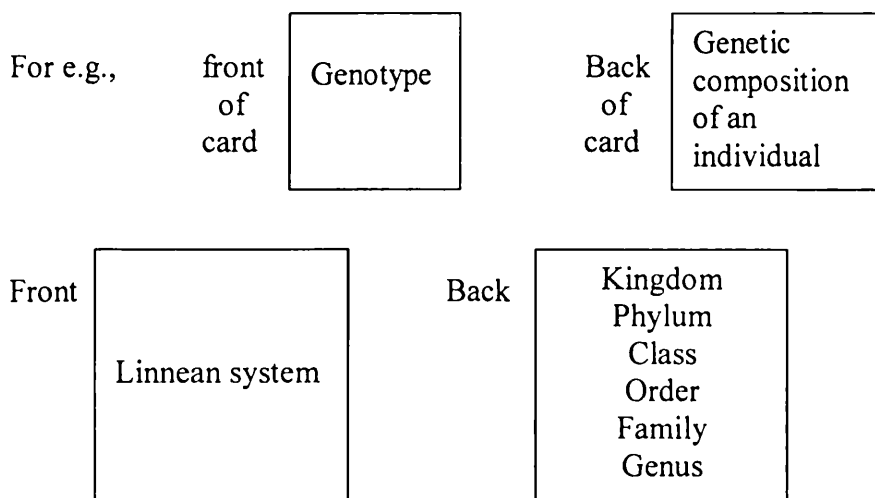 For e.g.,
front
of
card
Genotype
Back
of
card
Genetic
composition
of an
individual
Front
Linnean system
Back
Kingdom
Phylum
Class
Order
Family
Genus